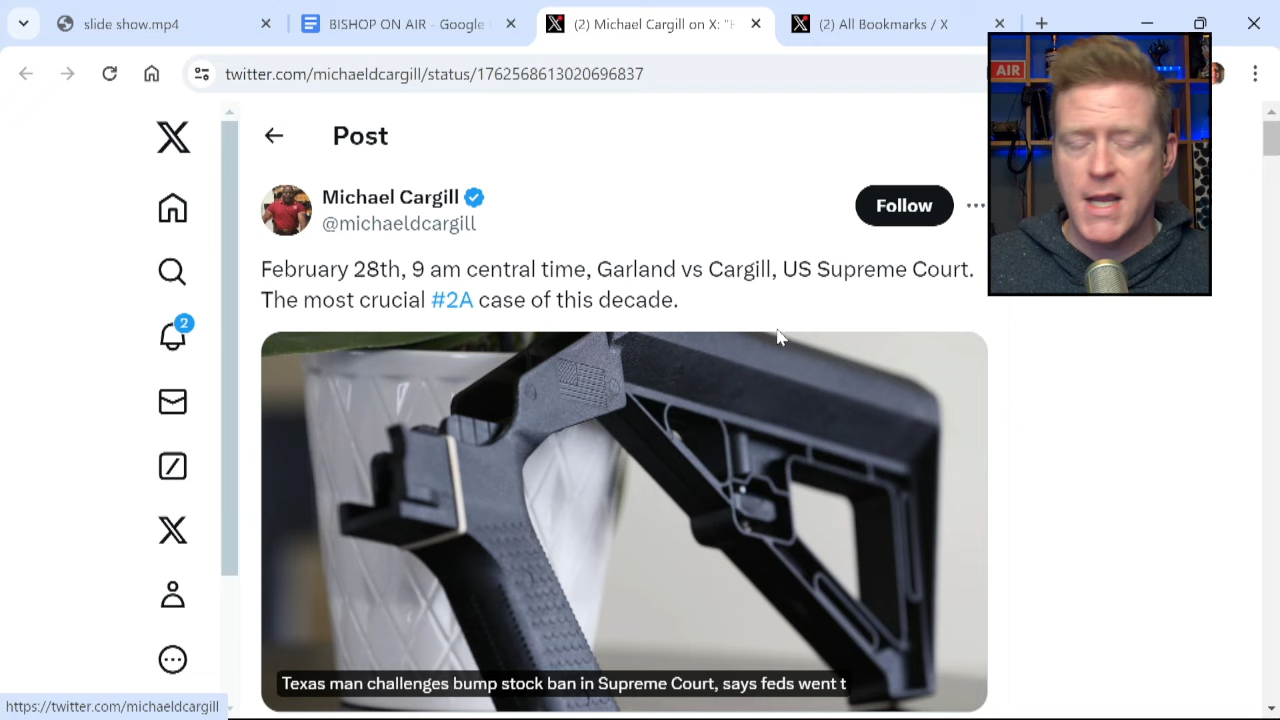 slide show.mp4
BISHOP ON AIR - Google
(2) Michael Cargill on X: "F
(2) All Bookmarks / X
twitter.com/michaeldcargill/status/1762568613020696837
AIR
Post
Michael Cargill
@michaeldcargill
Follow
February 28th, 9 am central time, Garland vs Cargill, US Supreme Court.
The most crucial #2A case of this decade.
2
Texas man challenges bump stock ban in Supreme Court, says feds went t
https://twitter.com/michaeldcargill